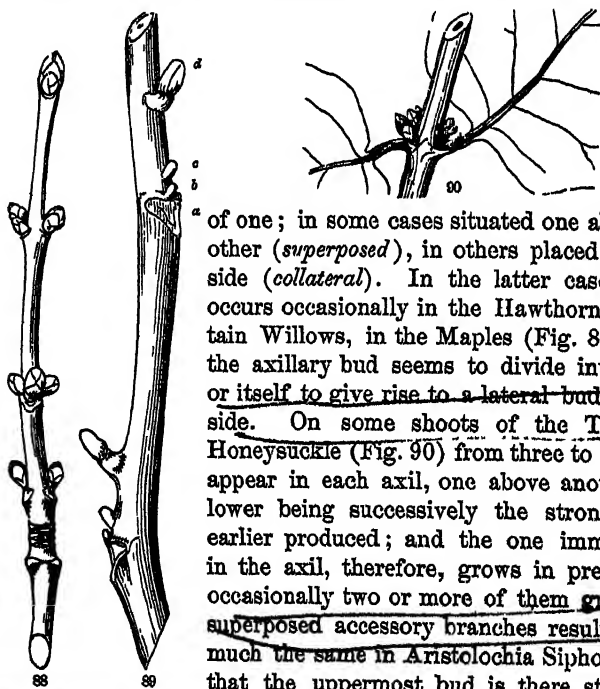 d
c
b
a
90
of one; in some cases situated one a
other (superposed), in others placed
side (collateral). In the latter case
occurs occasionally in the Hawthorn
tain Willows, in the Maples (Fig. 8
the axillary bud seems to divide in
or itself to give rise to a lateral bud
side. On some shoots of the T
Honeysuckle (Fig. 90) from three to
appear in each axil, one above ano
lower being successively the stron
earlier produced; and the one imm
in the axil, therefore, grows in pre
occasionally two or more of them g
superposed accessory branches resul
much the same in Aristolochia Sipho
that the uppermost bud is there st
88 89